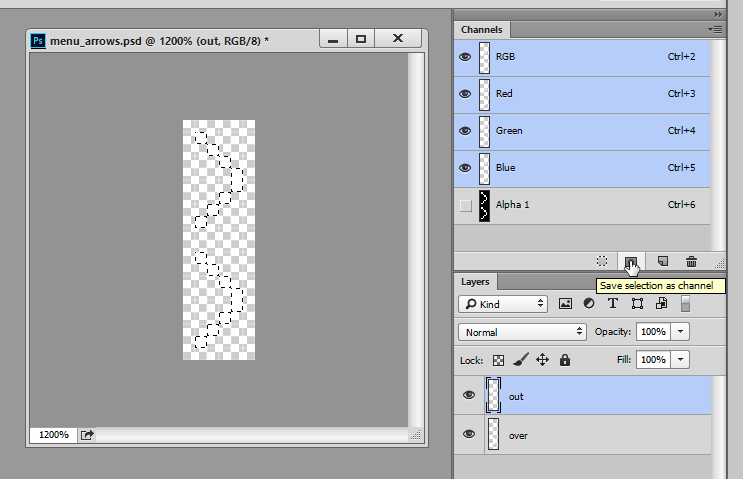 Ps menu_arrows.psd @ 1200% (out, RGB/8) *
1200%
Channels
RGB Ctrl+2
Red Ctrl+3
Green Ctrl+4
Blue Ctrl+5
Alpha 1 Ctrl+6
Save selection as channel
Layers
Kind T
Normal Opacity: 100%
Lock: Fill: 100%
out
over